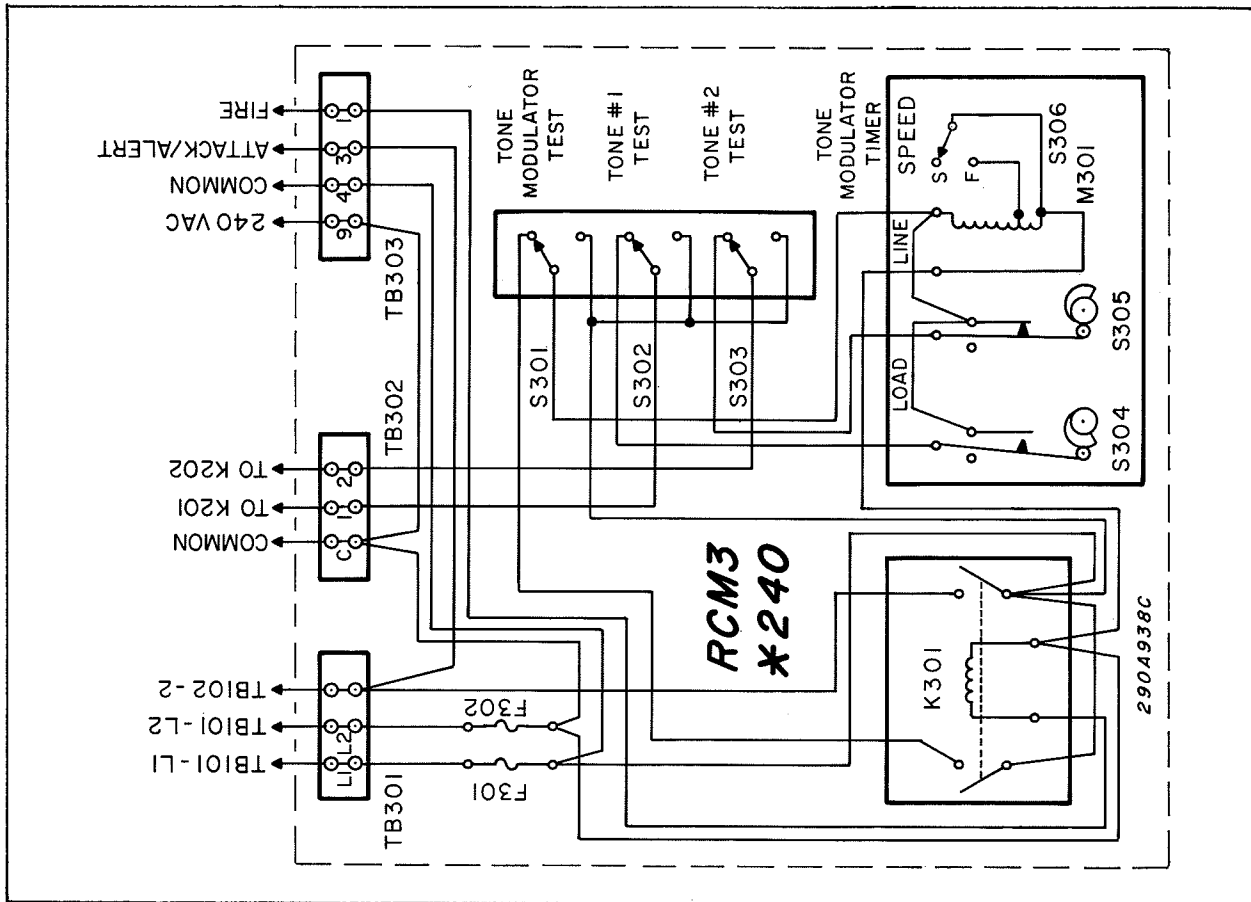 FIRE
ATTACK/ALERT
COMMON
240 VAC
1
3
4
9
TB303
TO K202
TO K201
COMMON
2
1
C
TB302
TB102-2
TB101-L2
TB101-L1
L2
L1
TB301
F302
F301
TONE
MODULATOR
TEST
TONE #1
TEST
TONE #2
TEST
S301
S302
S303
TONE
MODULATOR
TIMER
SPEED
S
F
S306
M301
LINE
LOAD
S305
S304
RCM3
*240
K301
290A938C